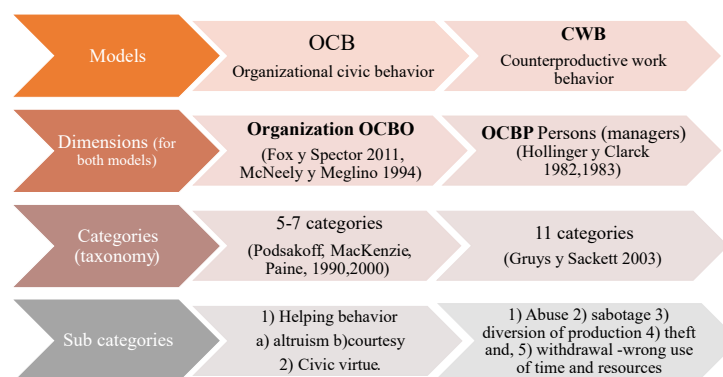 Models
OCB
Organizational civic behavior
CWB
Counterproductive work
behavior
Dimensions (for
both models)
Organization OCBO
(Fox y Spector 2011,
McNeely y Meglino 1994)
OCBP Persons (managers)
(Hollinger y Clarck
1982,1983)
Categories
(taxonomy)
5-7 categories
(Podsakoff, MacKenzie,
Paine, 1990,2000)
11 categories
(Gruys y Sackett 2003)
Sub categories
1) Helping behavior
a) altruism b)courtesy
2) Civic virtue.
1) Abuse 2) sabotage 3)
diversion of production 4) theft
and, 5) withdrawal -wrong use
of time and resources